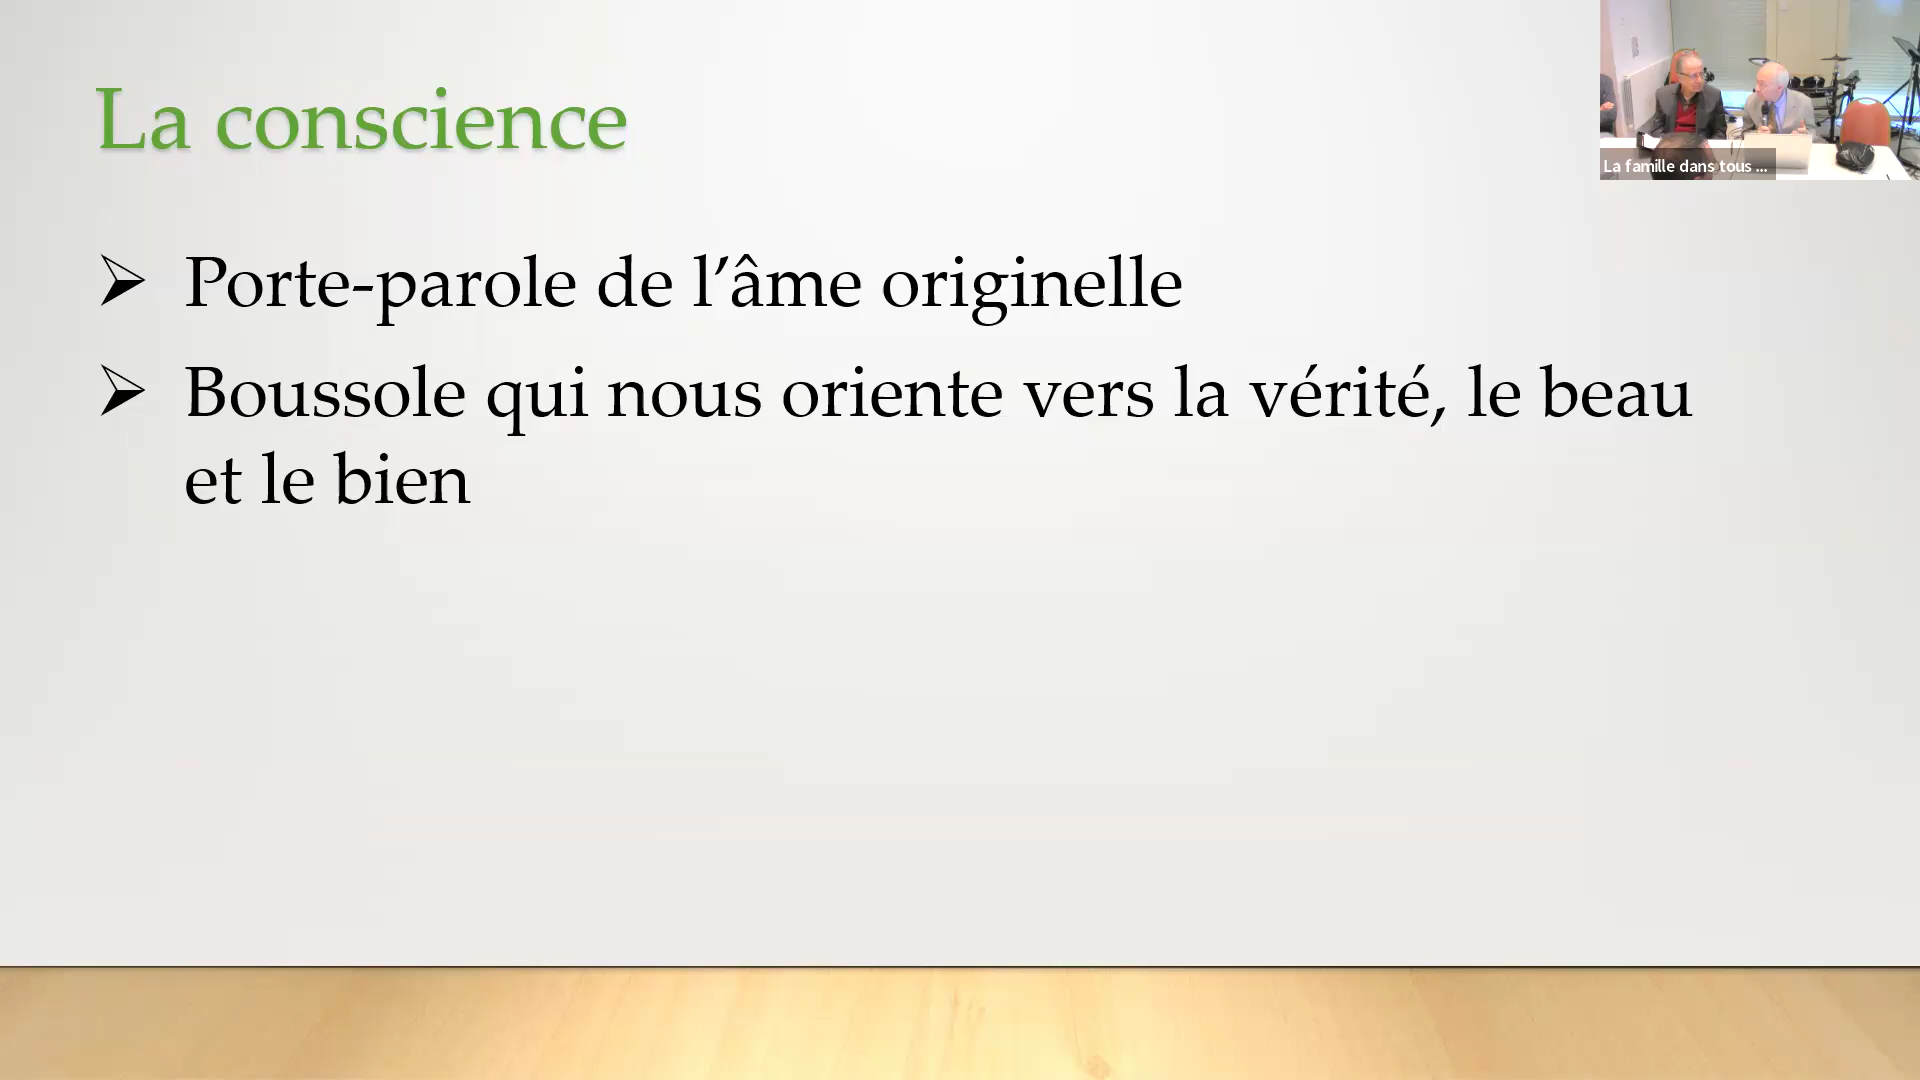 La conscience
La famille dans tous ...
➢ Porte-parole de l’âme originelle
➢ Boussole qui nous oriente vers la vérité, le beau
et le bien